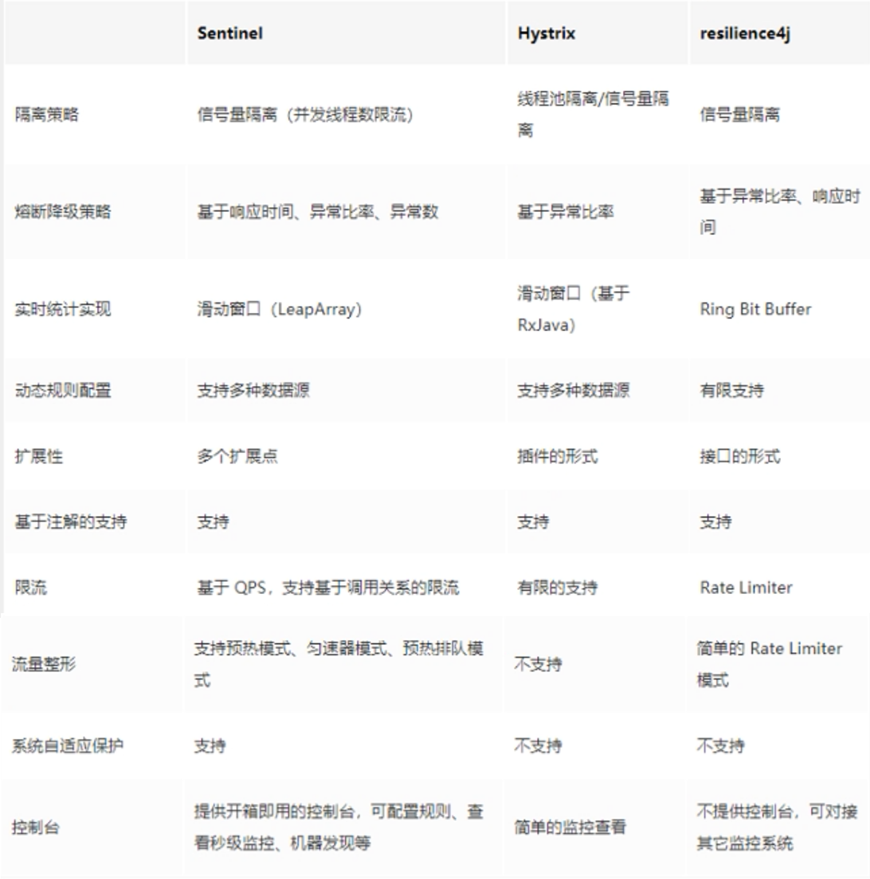 Sentinel
Hystrix
resilience4j
隔离策略
信号量隔离（并发线程数限流）
线程池隔离/信号量隔
离
信号量隔离
熔断降级策略
基于响应时间、异常比率、异常数
基于异常比率
基于异常比率、响应时
间
实时统计实现
滑动窗口（LeapArray）
滑动窗口（基于
RxJava）
Ring Bit Buffer
动态规则配置
支持多种数据源
支持多种数据源
有限支持
扩展性
多个扩展点
插件的形式
接口的形式
基于注解的支持
支持
支持
支持
限流
基于 QPS，支持基于调用关系的限流
有限的支持
Rate Limiter
流量整形
支持预热模式、匀速器模式、预热排队模
式
不支持
简单的 Rate Limiter
模式
系统自适应保护
支持
不支持
不支持
控制台
提供开箱即用的控制台，可配置规则、查
看秒级监控、机器发现等
简单的监控查看
不提供控制台，可对接
其它监控系统